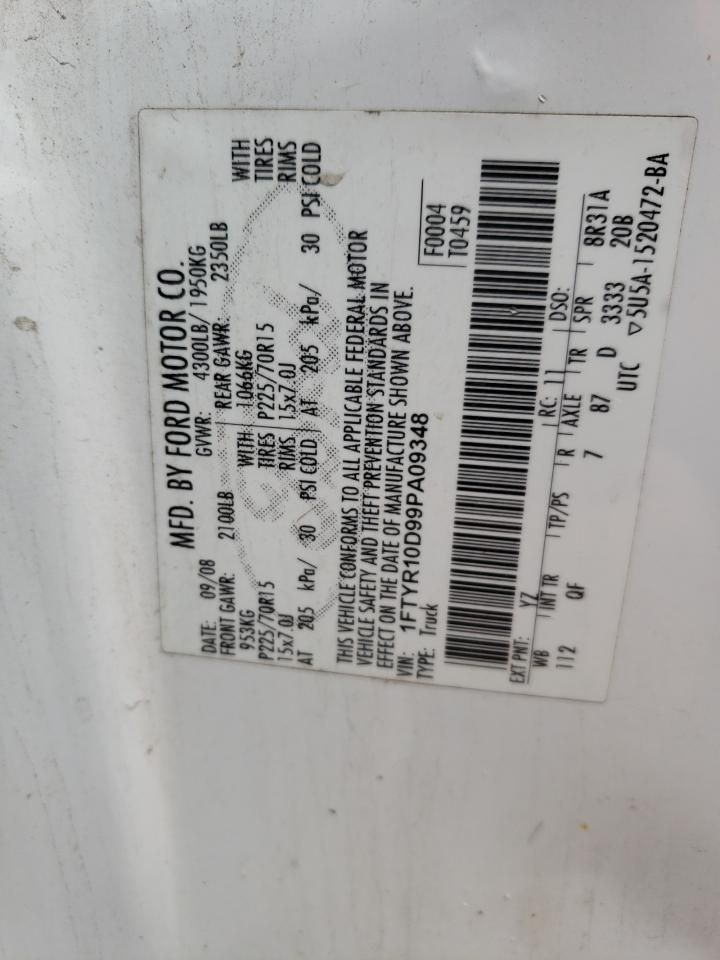 MFD. BY FORD MOTOR CO.
DATE: 09/08 GVWR: 4300LB/ 1950KG
FRONT GAWR: 2100LB REAR GAWR: 2350LB
953KG WITH 1066KG WITH
P225/70R15 TIRES P225/70R15 TIRES
15x7.0J RIMS 15x7.0J RIMS
AT 205 kPa/ 30 PSI COLD AT 205 kPa/ 30 PSI COLD
THIS VEHICLE CONFORMS TO ALL APPLICABLE FEDERAL MOTOR
VEHICLE SAFETY AND THEFT PREVENTION STANDARDS IN
EFFECT ON THE DATE OF MANUFACTURE SHOWN ABOVE.
VIN: 1FTYR10D99PA09348 F0004
TYPE: Truck T0459
EXT PNT: YZ RC: 11 DSO:
WB INT TR TP/PS R AXLE TR SPR 8R31A
112 QF 7 87 D 3333 20B
UTC ▽5U5A-1520472-BA